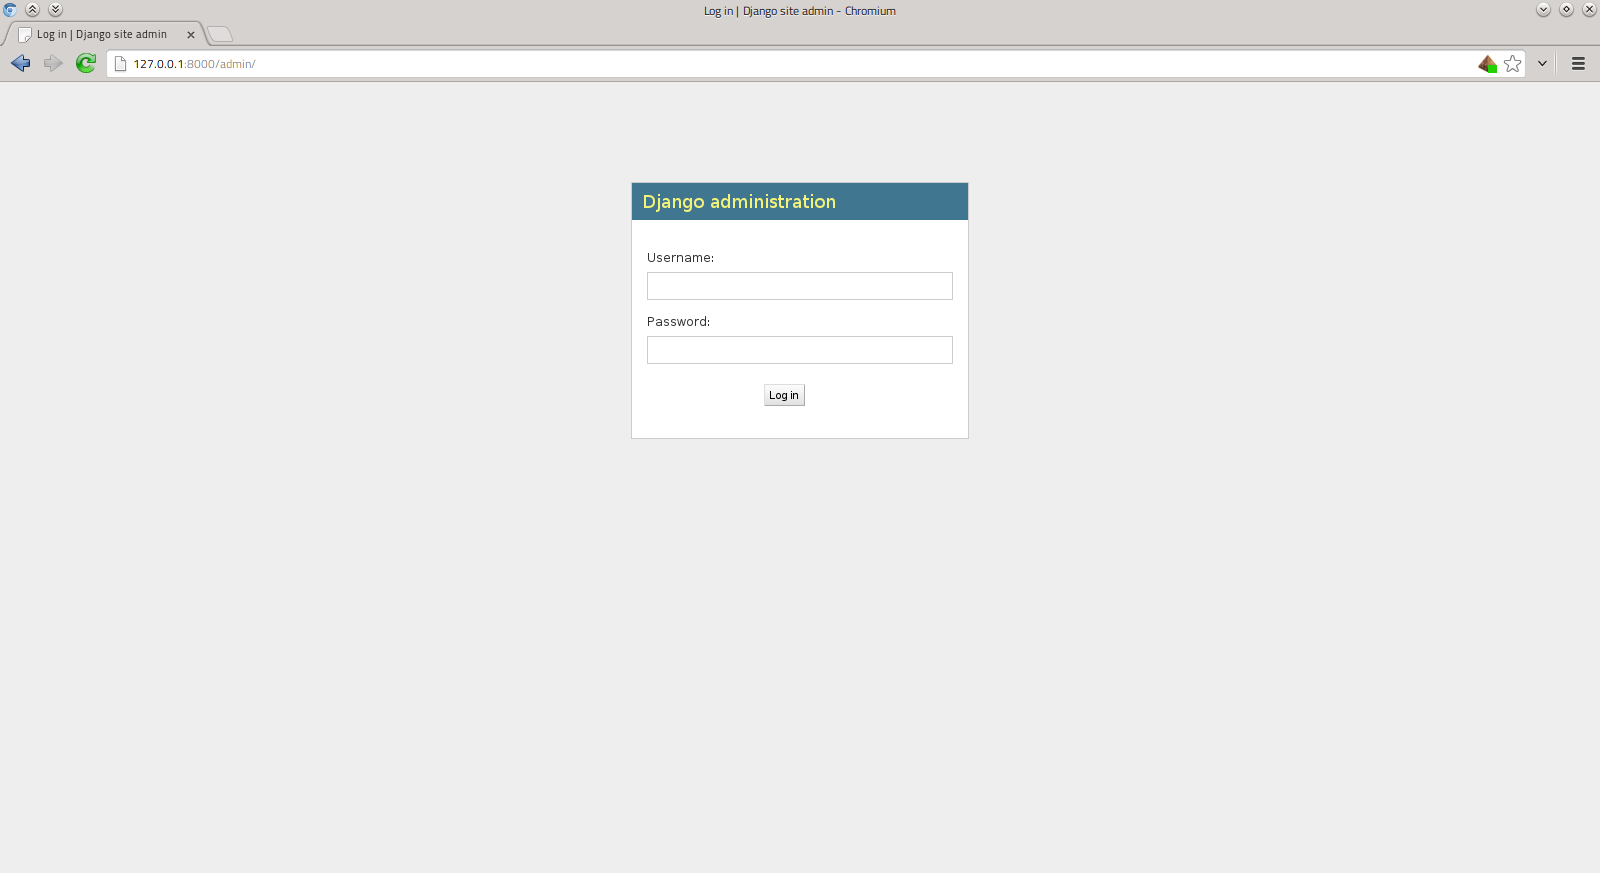 Log in | Django site admin - Chromium
Log in | Django site admin
127.0.0.1:8000/admin/
Django administration
Username:
Password:
Log in